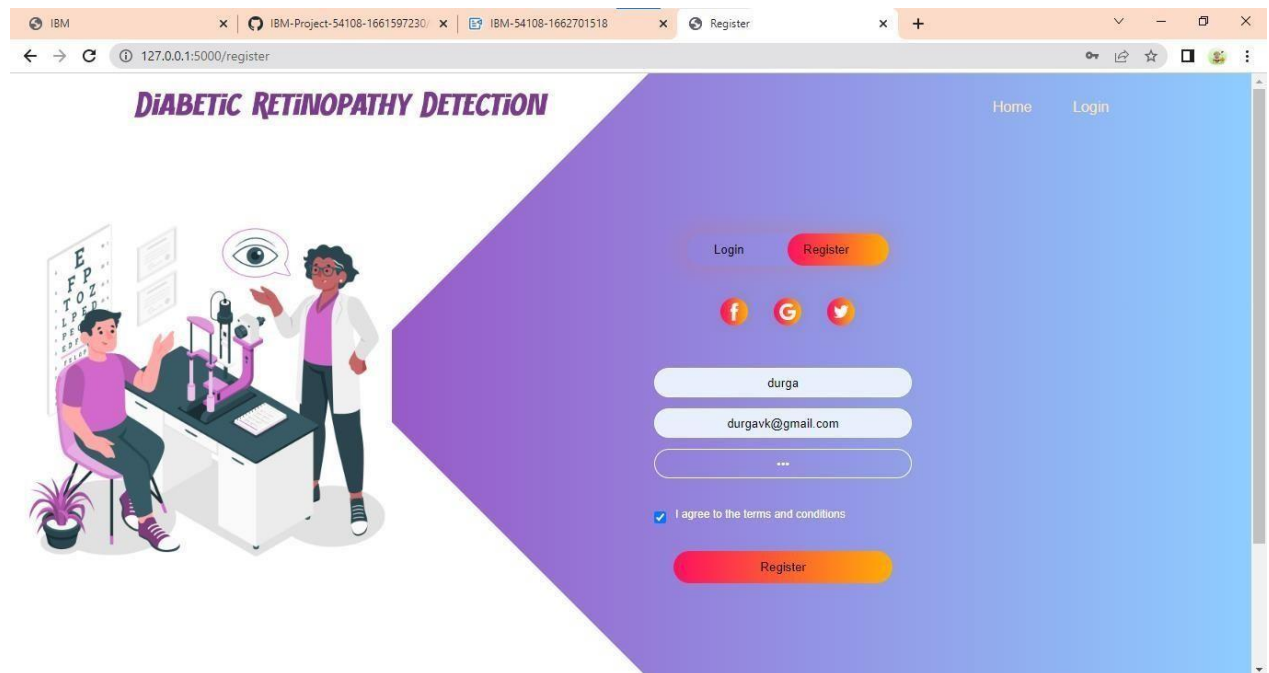 IBM
IBM-Project-54108-1661597230/
IBM-54108-1662701518
Register
127.0.0.1:5000/register
DiABETiC RETiNOPATHY DETECTiON
Home Login
Login Register
E
F P
T O Z
L P E D
durga
durgavk@gmail.com
•••
I agree to the terms and conditions
Register